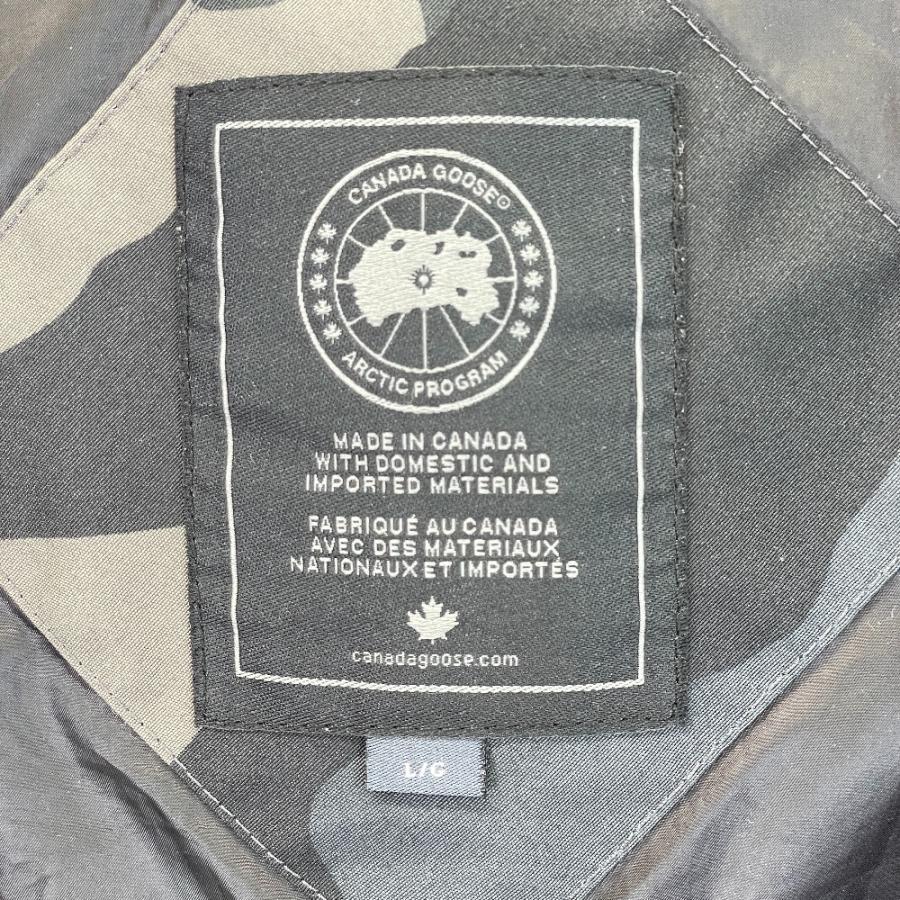 CANADA GOOSE®
ARCTIC PROGRAM
MADE IN CANADA
WITH DOMESTIC AND
IMPORTED MATERIALS
FABRIQUÉ AU CANADA
AVEC DES MATERIAUX
NATIONAUX ET IMPORTÉS
canadagoose.com
L/G